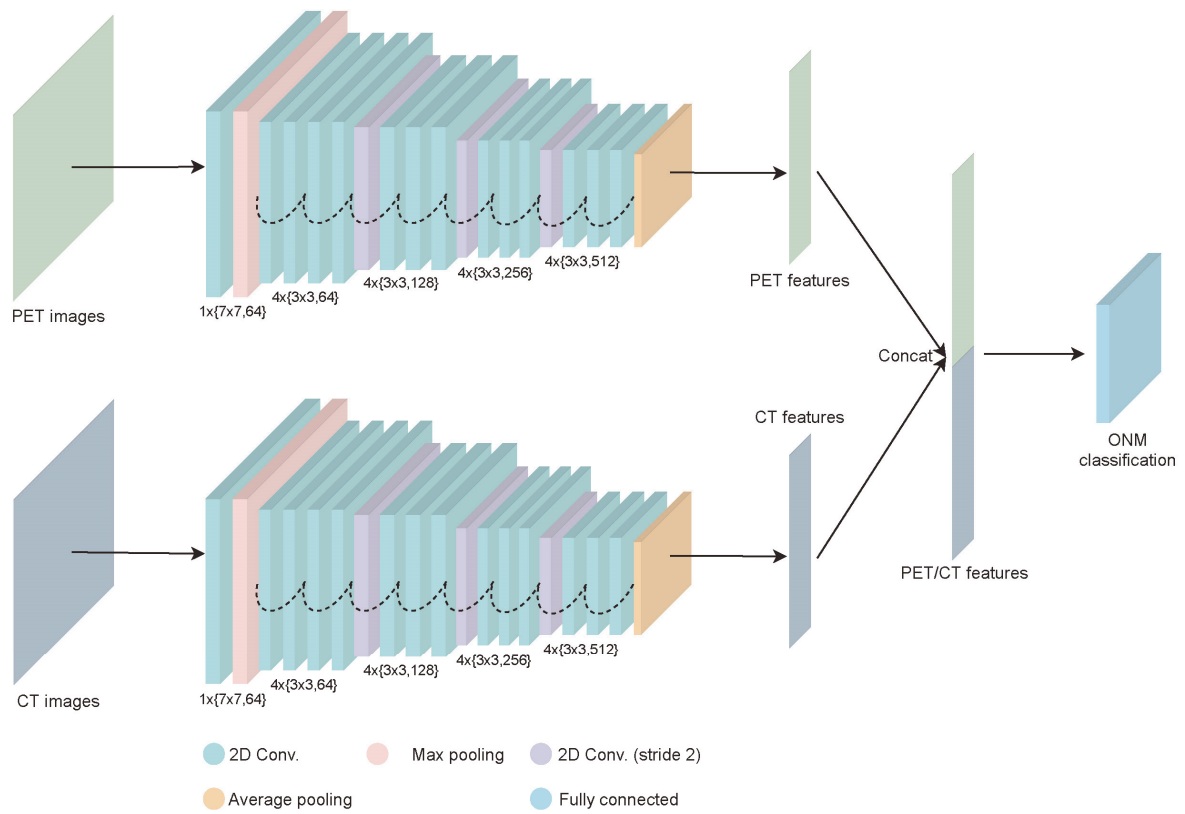 PET images
1x{7x7,64}
4x{3x3,64}
4x{3x3,128}
4x{3x3,256}
4x{3x3,512}
PET features
Concat
CT features
PET/CT features
ONM
classification
CT images
1x{7x7,64}
4x{3x3,64}
4x{3x3,128}
4x{3x3,256}
4x{3x3,512}
2D Conv.
Max pooling
2D Conv. (stride 2)
Average pooling
Fully connected